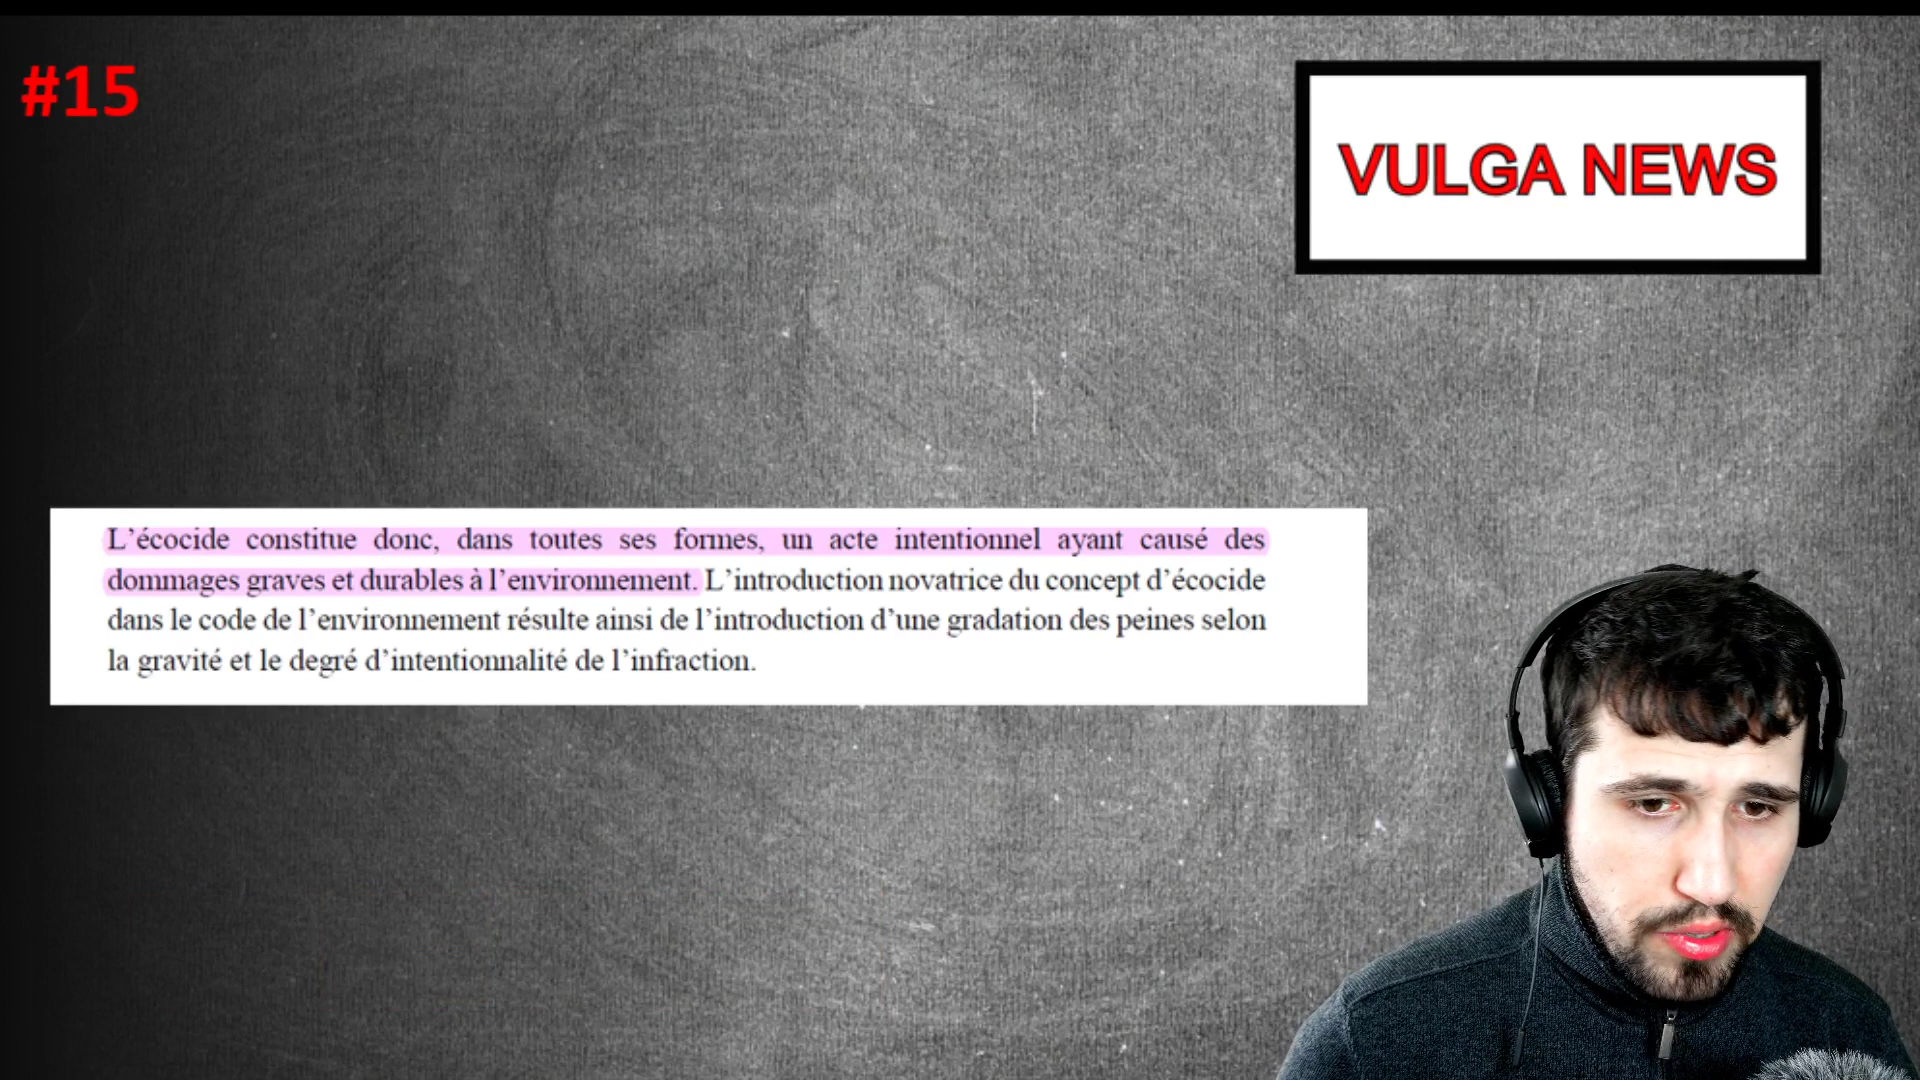 #15
VULGA NEWS
L’écocide constitue donc, dans toutes ses formes, un acte intentionnel ayant causé des
dommages graves et durables à l’environnement. L’introduction novatrice du concept d’écocide
dans le code de l’environnement résulte ainsi de l’introduction d’une gradation des peines selon
la gravité et le degré d’intentionnalité de l’infraction.